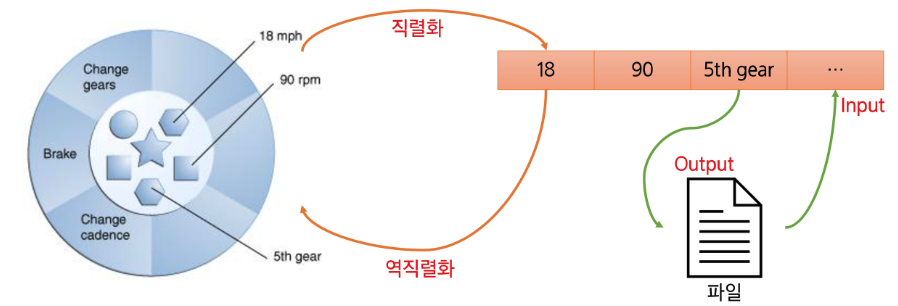 Change
gears
Brake
Change
cadence
18 mph
90 rpm
5th gear
직렬화
역직렬화
18
90
5th gear
...
Input
Output
파일